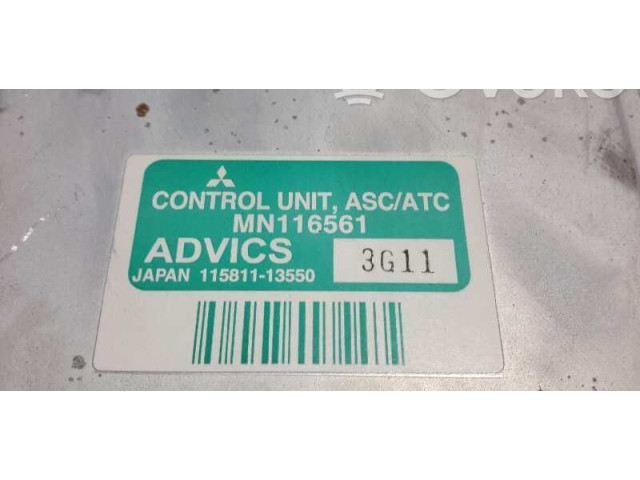 CONTROL UNIT, ASC/ATC
MN116561
ADVICS
3G11
JAPAN 115811-13550